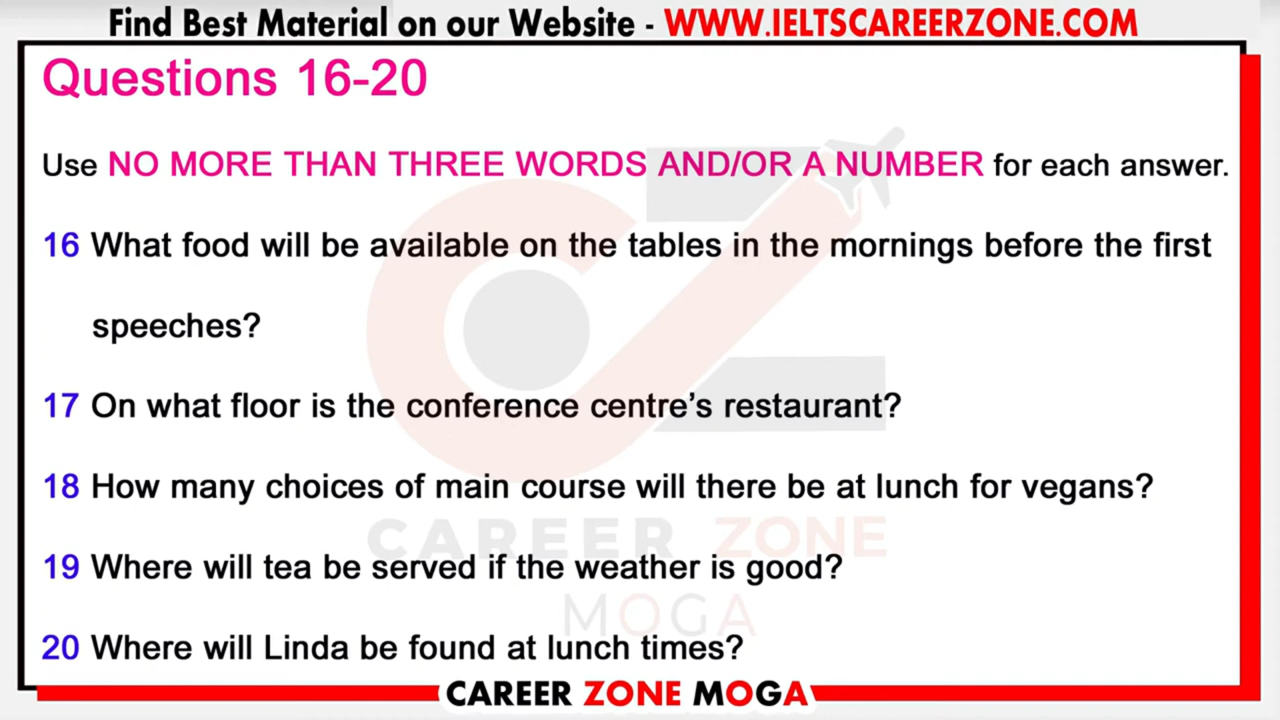 Find Best Material on our Website - WWW.IELTSCAREERZONE.COM
Questions 16-20
Use NO MORE THAN THREE WORDS AND/OR A NUMBER for each answer.
16 What food will be available on the tables in the mornings before the first
speeches?
17 On what floor is the conference centre’s restaurant?
18 How many choices of main course will there be at lunch for vegans?
CAREER ZONE
19 Where will tea be served if the weather is good?
MOGA
20 Where will Linda be found at lunch times?
CAREER ZONE MOGA